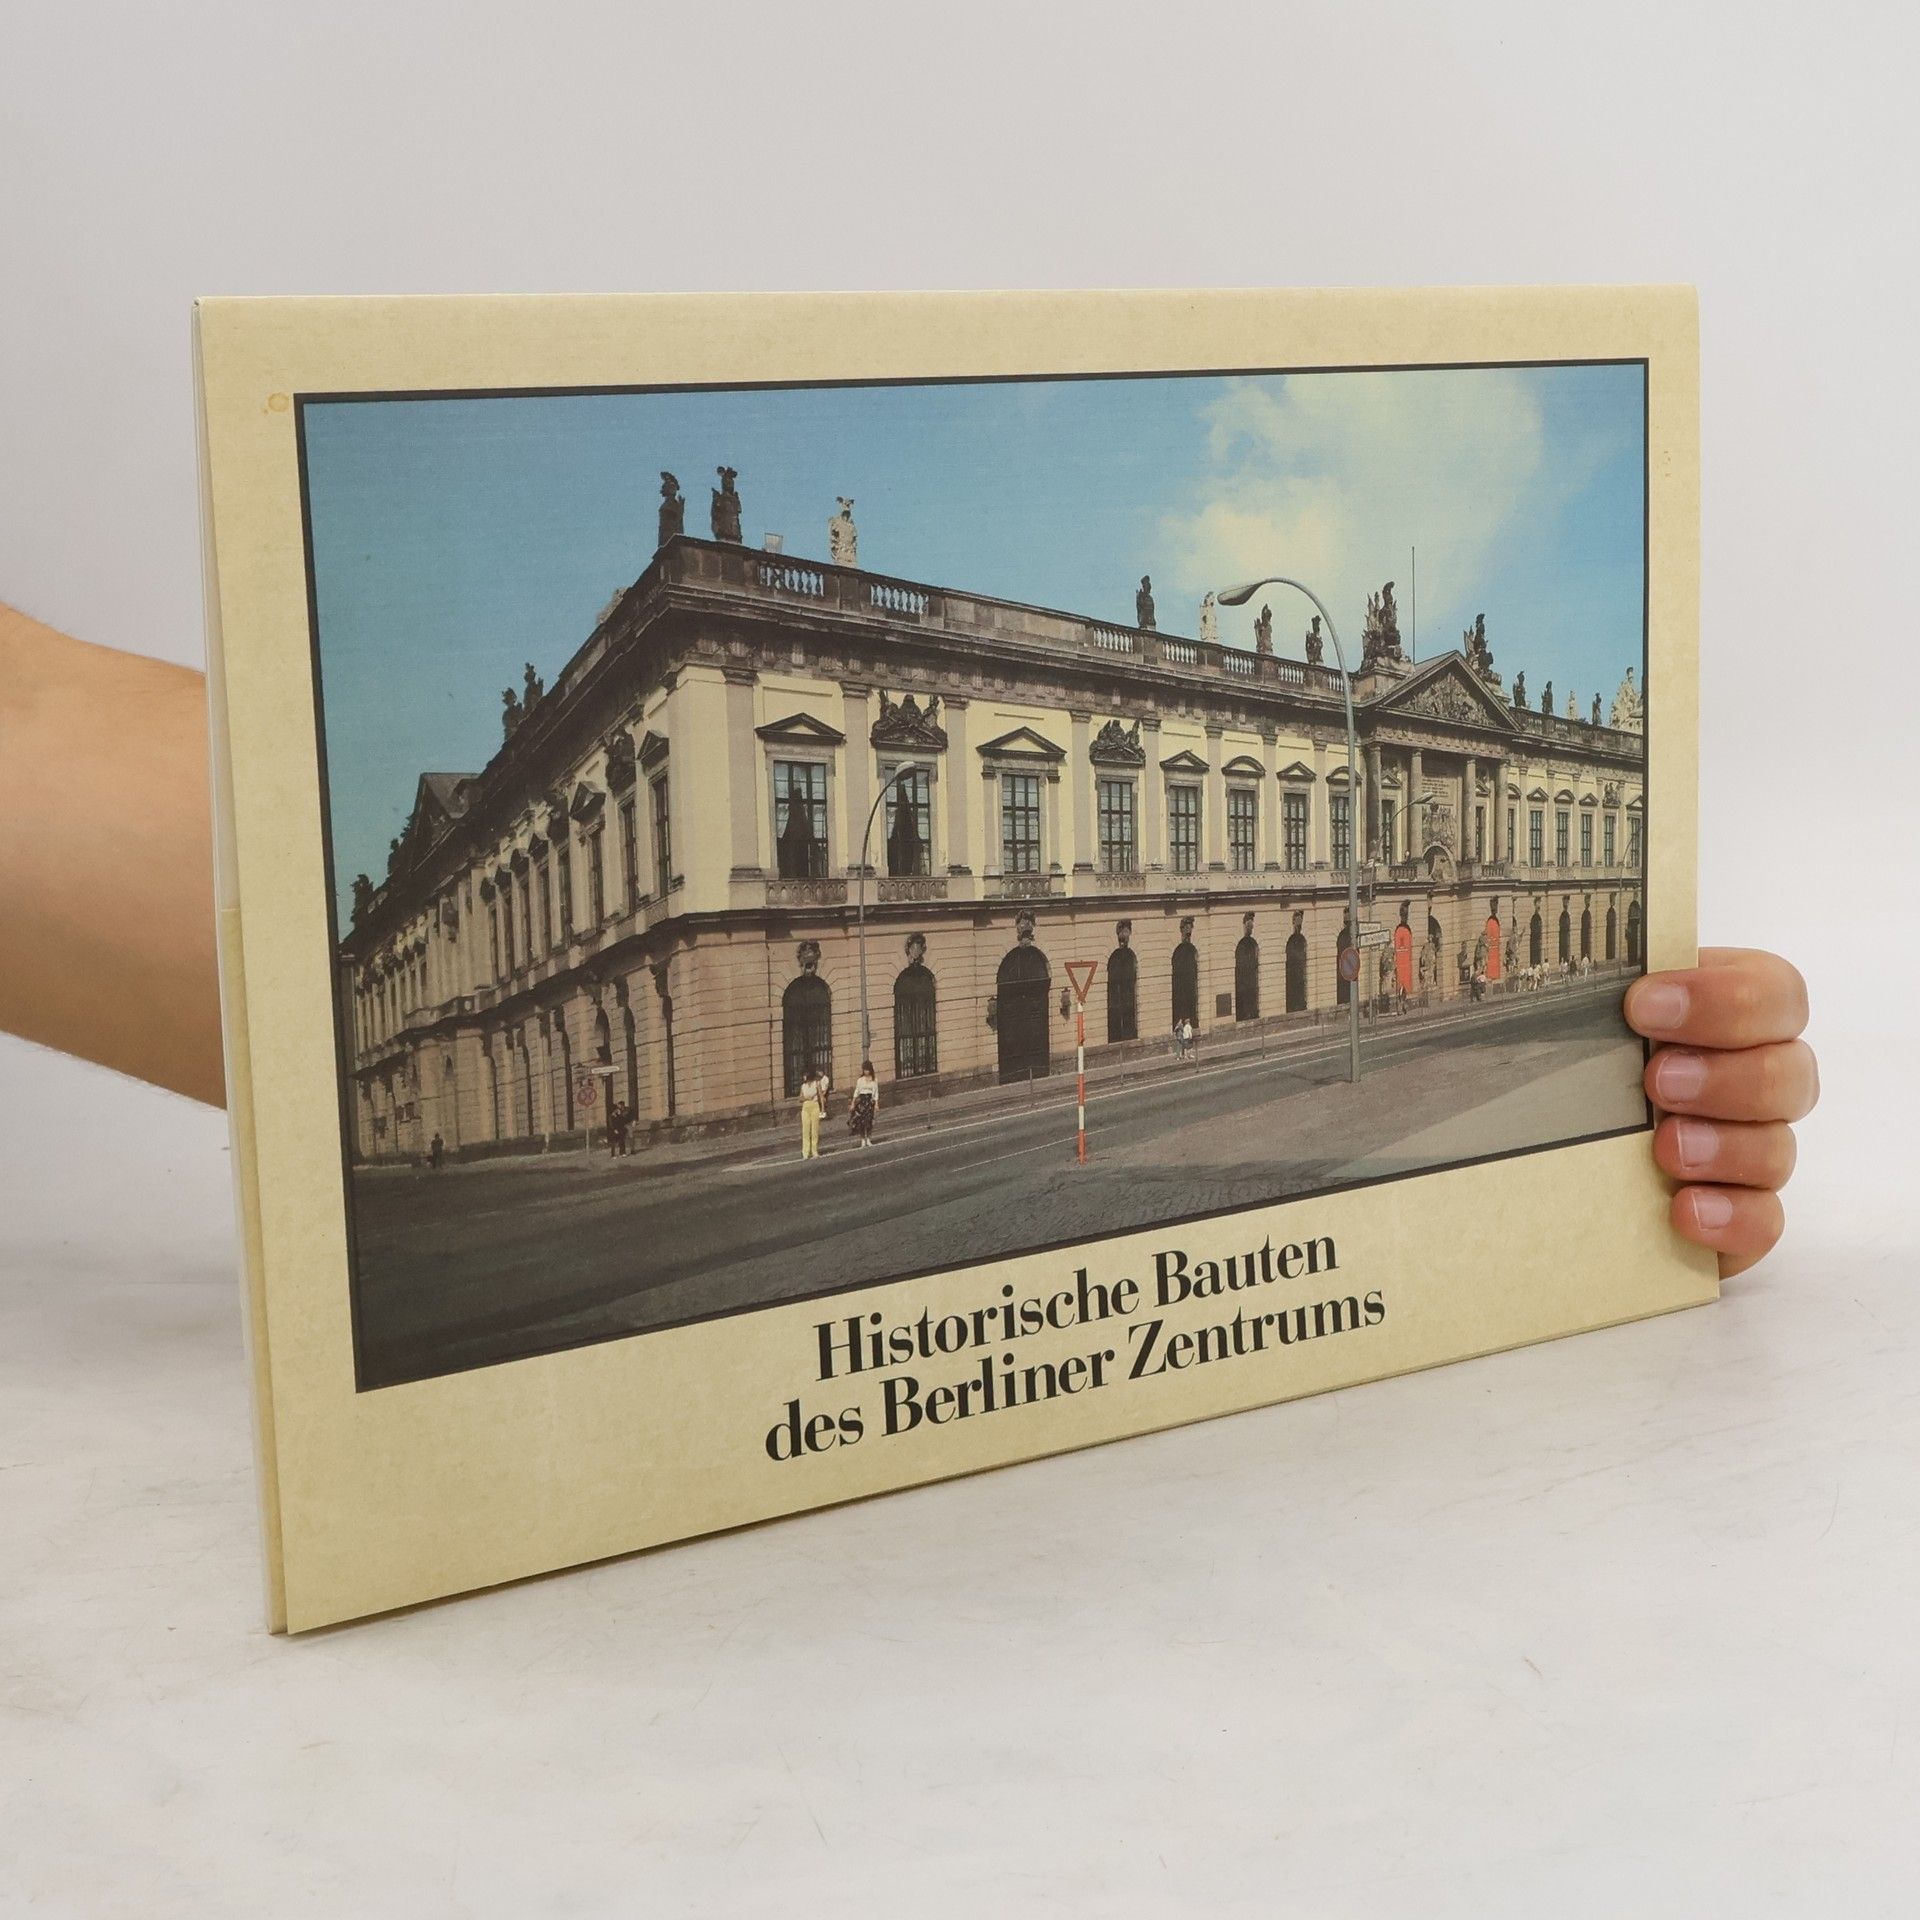 Historische Bauten
des Berliner Zentrums